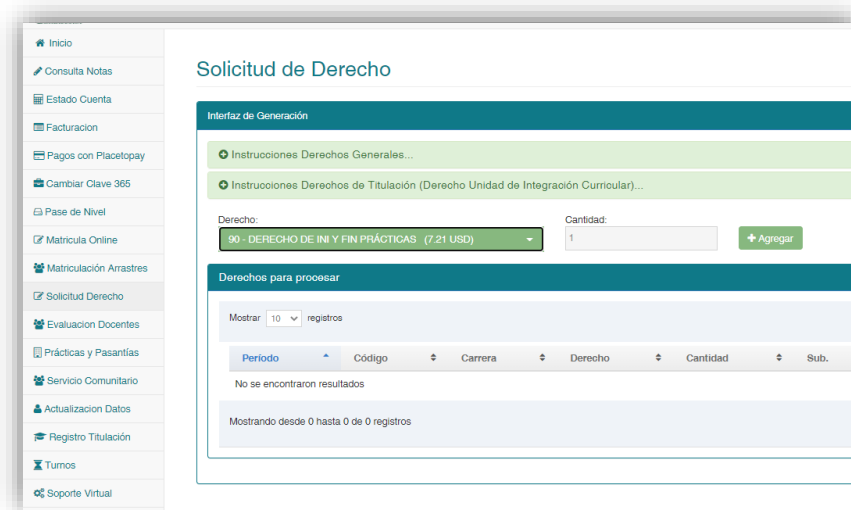 Inicio
Consulta Notas
Estado Cuenta
Facturacion
Pagos con Placetopay
Cambiar Clave 365
Pase de Nivel
Matricula Online
Matriculación Arrastres
Solicitud Derecho
Evaluacion Docentes
Prácticas y Pasantías
Servicio Comunitario
Actualizacion Datos
Registro Titulación
Turnos
Soporte Virtual
Solicitud de Derecho
Interfaz de Generación
Instrucciones Derechos Generales...
Instrucciones Derechos de Titulación (Derecho Unidad de Integración Curricular)...
Derecho: Cantidad:
90 - DERECHO DE INI Y FIN PRÁCTICAS (7.21 USD) 1 Agregar
Derechos para procesar
Mostrar 10 registros
Período Código Carrera Derecho Cantidad Sub.
No se encontraron resultados
Mostrando desde 0 hasta 0 de 0 registros